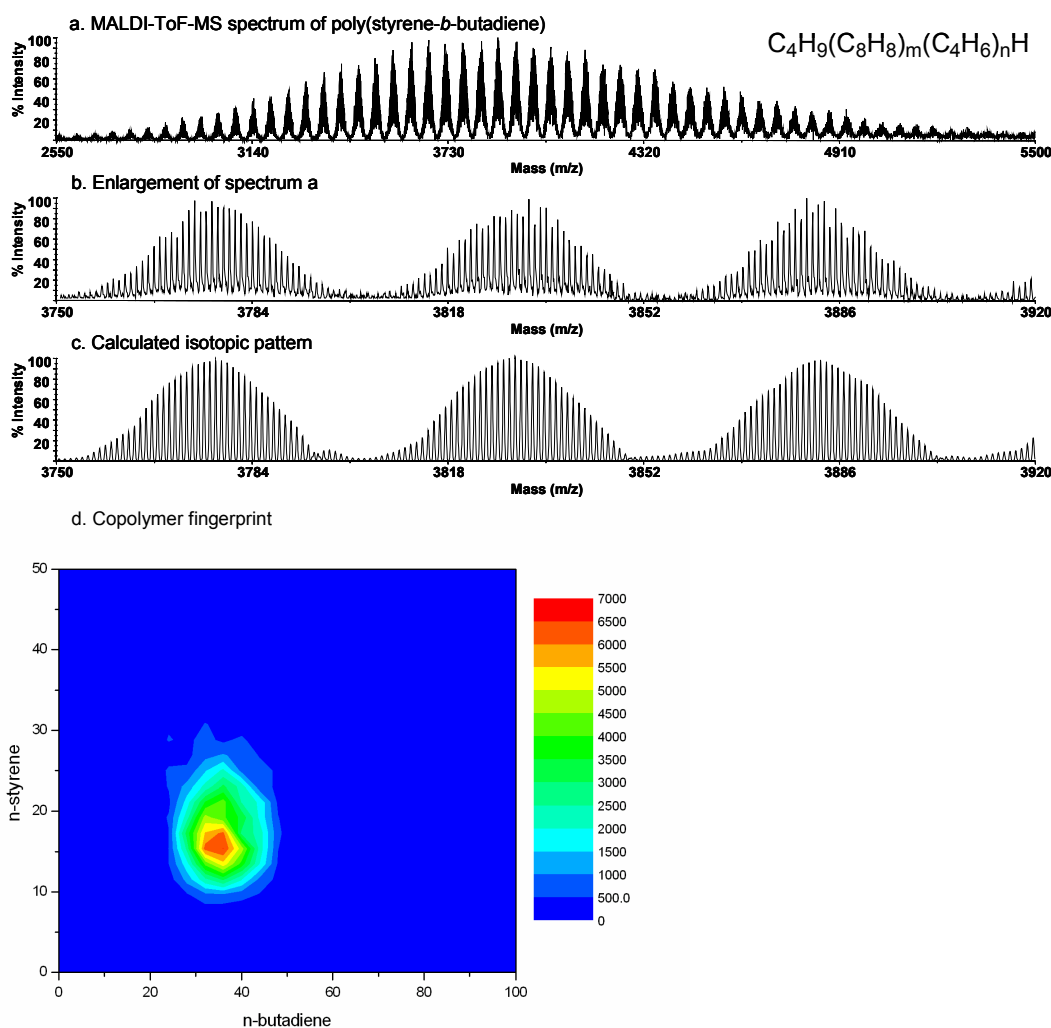 a. MALDI-ToF-MS spectrum of poly(styrene-b-butadiene)
C₄H₉(C₈H₈)ₘ(C₄H₆)ₙH
% Intensity
100
80
60
40
20
2550 3140 3730 4320 4910 5500
Mass (m/z)
b. Enlargement of spectrum a
% Intensity
100
80
60
40
20
3750 3784 3818 3852 3886 3920
Mass (m/z)
c. Calculated isotopic pattern
% Intensity
100
80
60
40
20
3750 3784 3818 3852 3886 3920
Mass (m/z)
d. Copolymer fingerprint
n-styrene
50
40
30
20
10
0
0 20 40 60 80 100
n-butadiene
7000
6500
6000
5500
5000
4500
4000
3500
3000
2500
2000
1500
1000
500.0
0